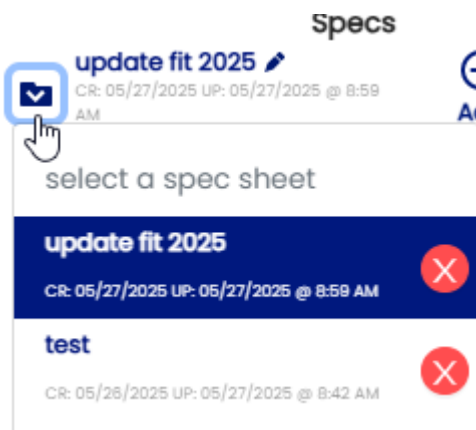 Specs
update fit 2025
CR: 05/27/2025 UP: 05/27/2025 @ 8:59
AM
select a spec sheet
update fit 2025
CR: 05/27/2025 UP: 05/27/2025 @ 8:59 AM
X
test
CR: 05/26/2025 UP: 05/27/2025 @ 8:42 AM
X